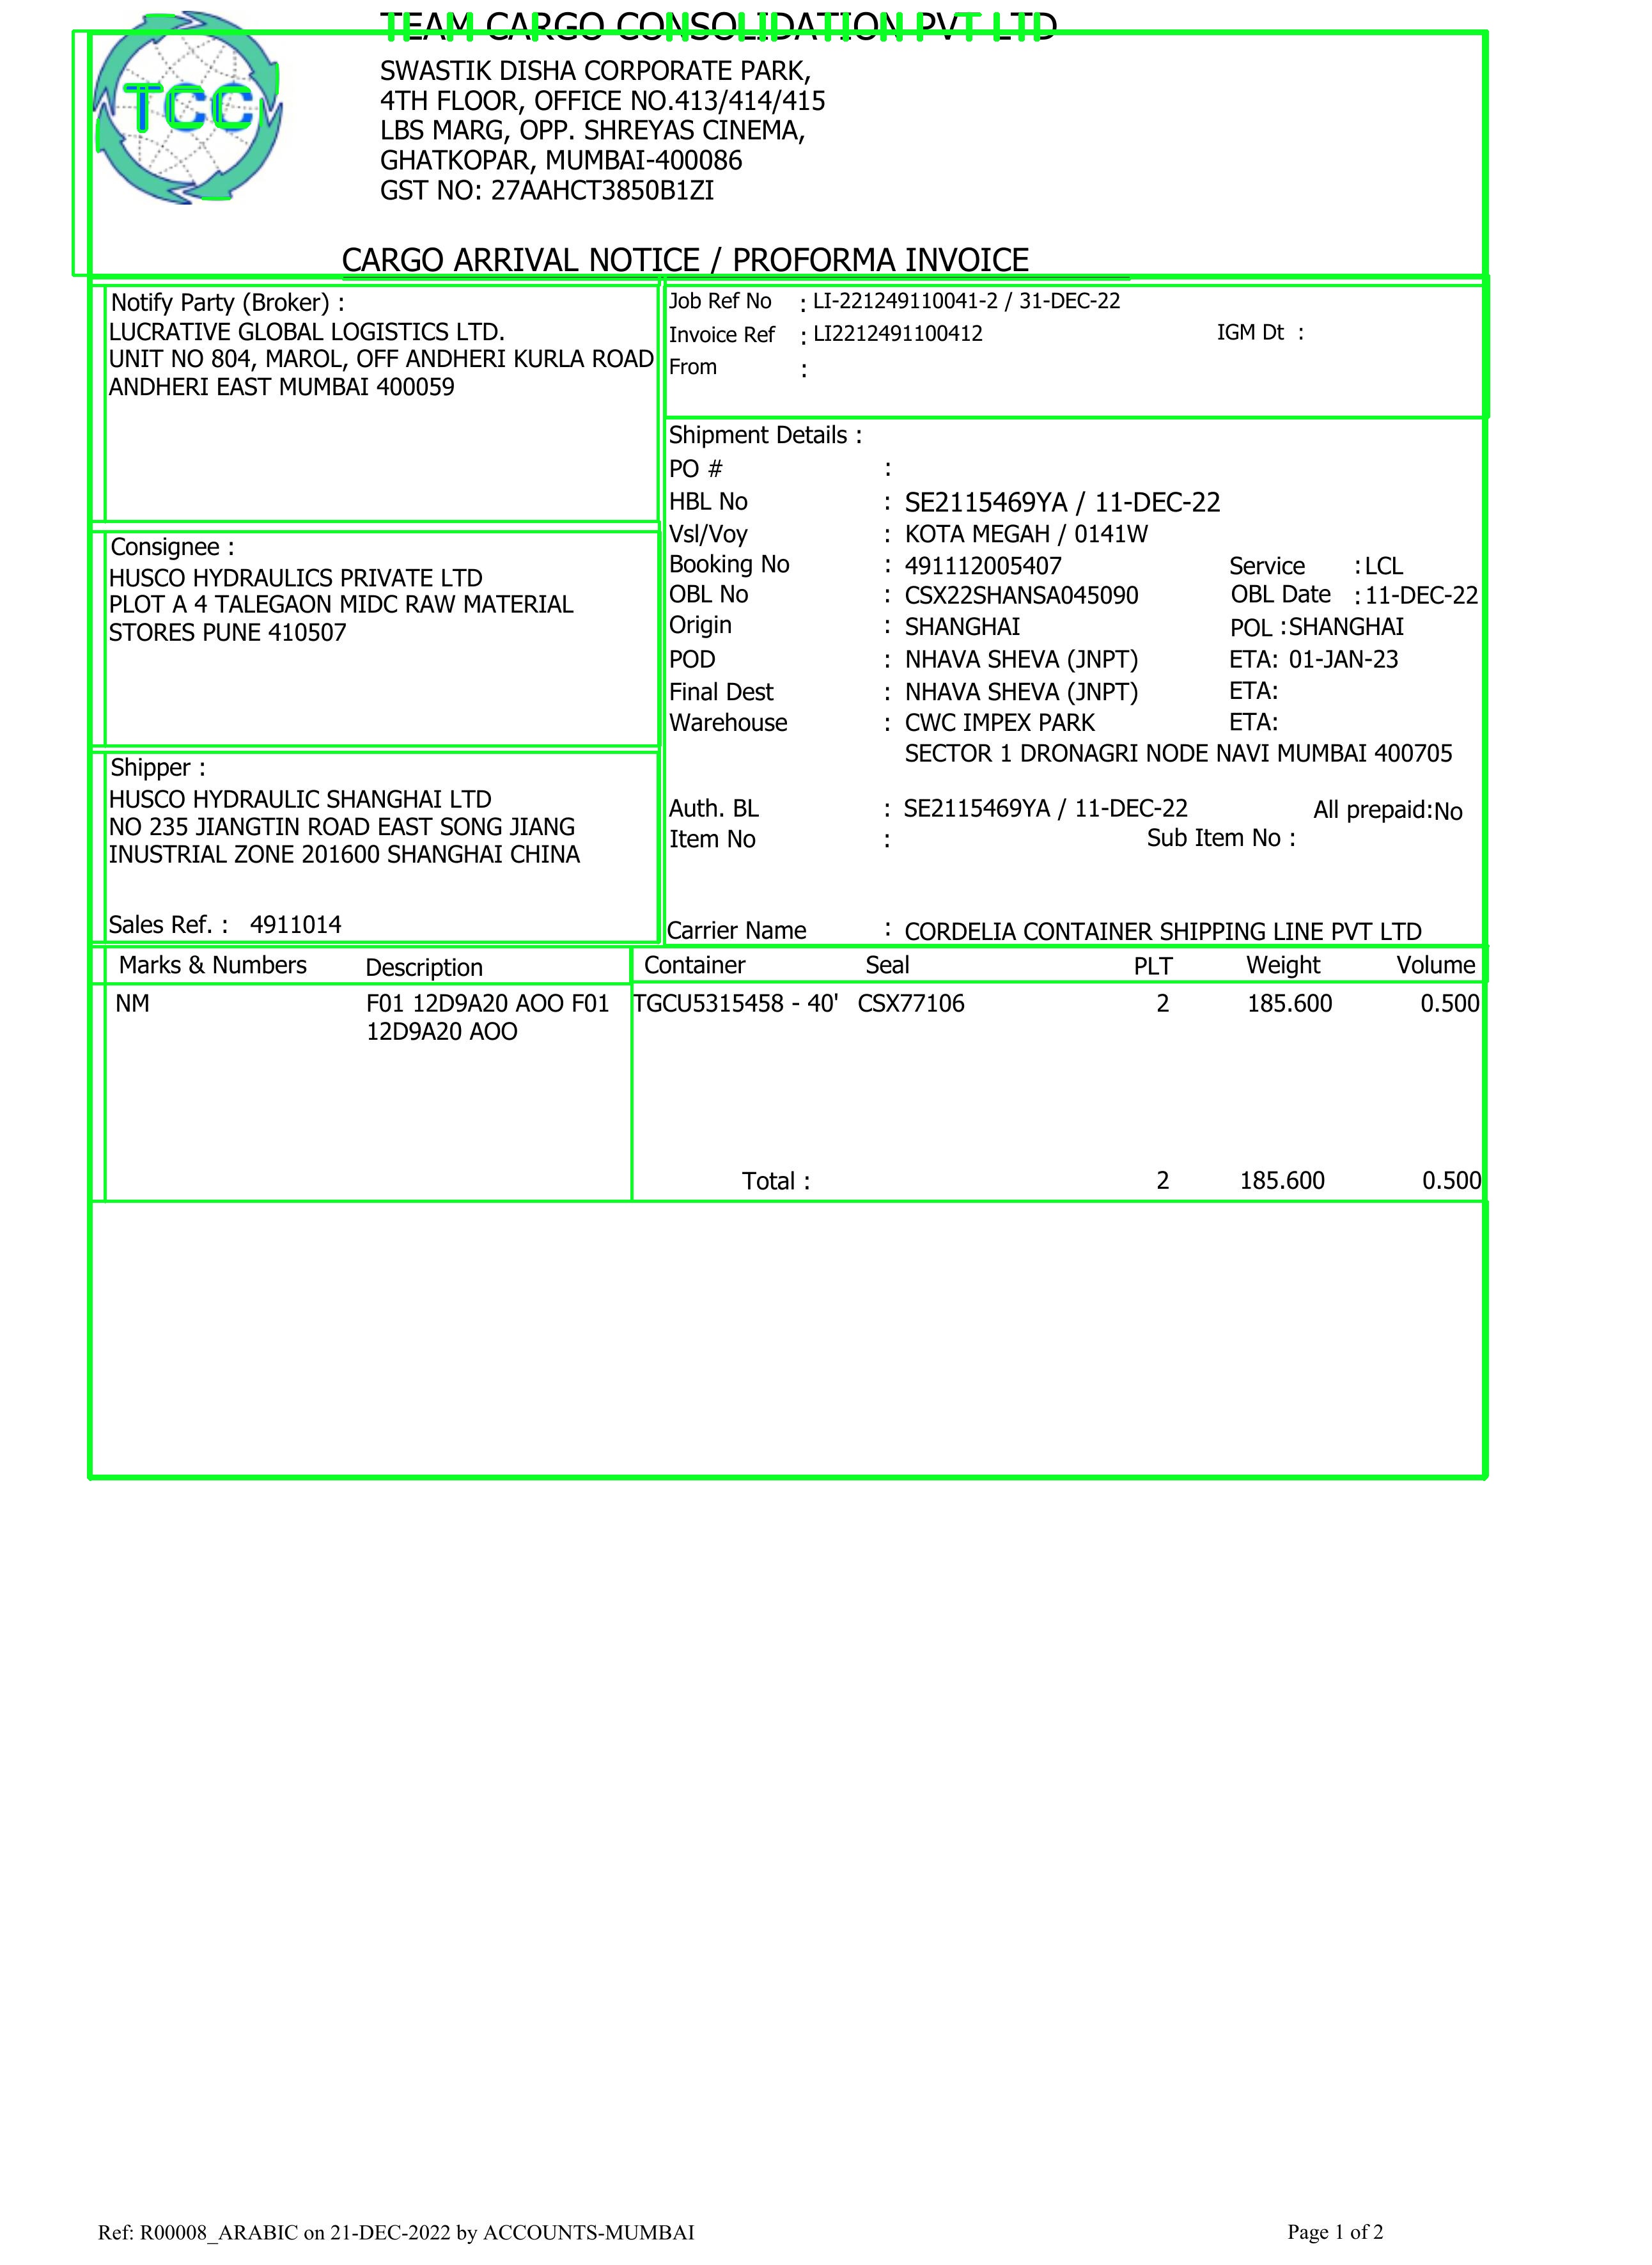 TEAM CARGO CONSOLIDATION PVT LTD
TCC
SWASTIK DISHA CORPORATE PARK,
4TH FLOOR, OFFICE NO.413/414/415
LBS MARG, OPP. SHREYAS CINEMA,
GHATKOPAR, MUMBAI-400086
GST NO: 27AAHCT3850B1ZI
CARGO ARRIVAL NOTICE / PROFORMA INVOICE
Notify Party (Broker) :
LUCRATIVE GLOBAL LOGISTICS LTD.
UNIT NO 804, MAROL, OFF ANDHERI KURLA ROAD
ANDHERI EAST MUMBAI 400059
Job Ref No : LI-221249110041-2 / 31-DEC-22
Invoice Ref : LI2212491100412 IGM Dt :
From :
Consignee :
HUSCO HYDRAULICS PRIVATE LTD
PLOT A 4 TALEGAON MIDC RAW MATERIAL
STORES PUNE 410507
Shipper :
HUSCO HYDRAULIC SHANGHAI LTD
NO 235 JIANGTIN ROAD EAST SONG JIANG
INUSTRIAL ZONE 201600 SHANGHAI CHINA
Sales Ref. : 4911014
Shipment Details :
PO # :
HBL No : SE2115469YA / 11-DEC-22
Vsl/Voy : KOTA MEGAH / 0141W
Booking No : 491112005407 Service : LCL
OBL No : CSX22SHANSA045090 OBL Date : 11-DEC-22
Origin : SHANGHAI POL : SHANGHAI
POD : NHAVA SHEVA (JNPT) ETA: 01-JAN-23
Final Dest : NHAVA SHEVA (JNPT) ETA:
Warehouse : CWC IMPEX PARK ETA:
SECTOR 1 DRONAGRI NODE NAVI MUMBAI 400705
Auth. BL : SE2115469YA / 11-DEC-22 All prepaid:No
Item No : Sub Item No :
Carrier Name : CORDELIA CONTAINER SHIPPING LINE PVT LTD
Marks & Numbers Description Container Seal PLT Weight Volume
NM F01 12D9A20 AOO F01 TGCU5315458 - 40' CSX77106 2 185.600 0.500
12D9A20 AOO
Total : 2 185.600 0.500
Ref: R00008_ARABIC on 21-DEC-2022 by ACCOUNTS-MUMBAI Page 1 of 2